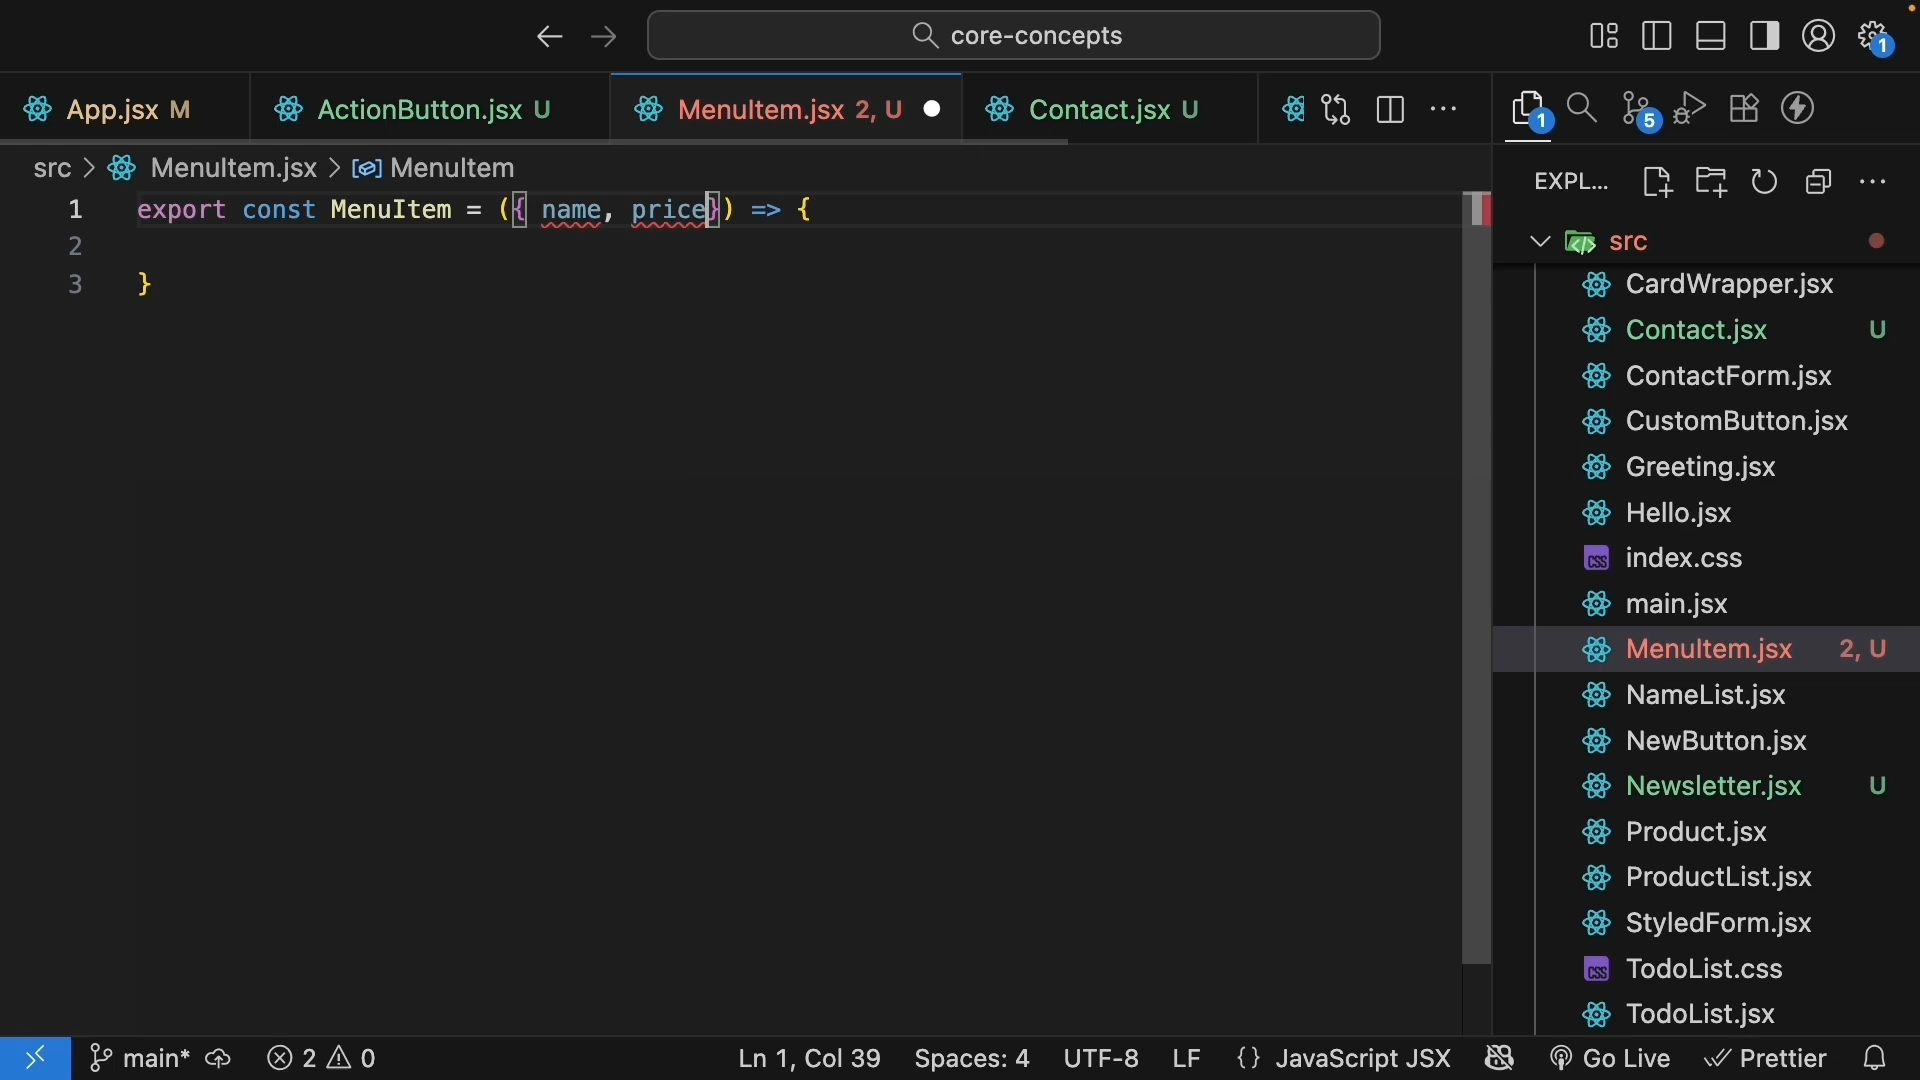 core-concepts
1
App.jsx M
ActionButton.jsx U
MenuItem.jsx 2, U
Contact.jsx U
1
5
src > MenuItem.jsx > MenuItem
EXPL...
1 export const MenuItem = ({ name, price}) => {
2
3 }
src
CardWrapper.jsx
Contact.jsx U
ContactForm.jsx
CustomButton.jsx
Greeting.jsx
Hello.jsx
index.css
main.jsx
MenuItem.jsx 2, U
NameList.jsx
NewButton.jsx
Newsletter.jsx U
Product.jsx
ProductList.jsx
StyledForm.jsx
TodoList.css
TodoList.jsx
main* 2 0 Ln 1, Col 39 Spaces: 4 UTF-8 LF {} JavaScript JSX Go Live Prettier